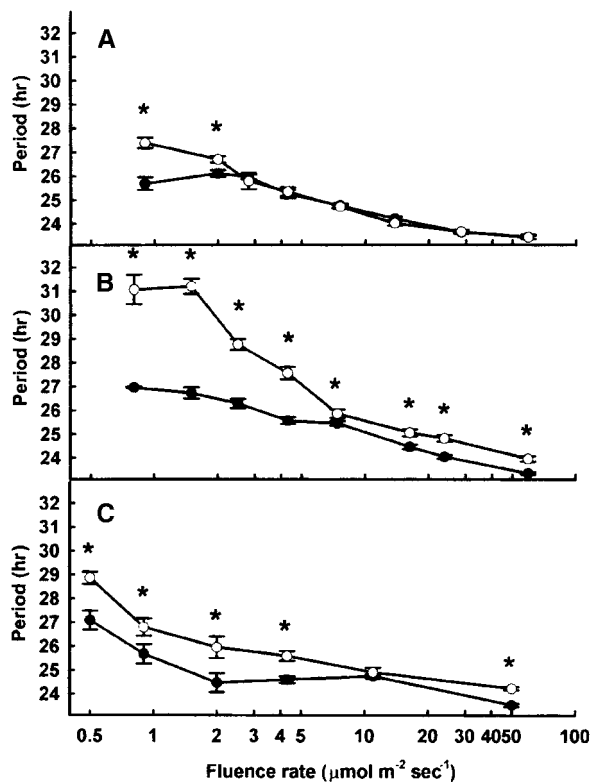 A
Period (hr)
32
31
30
29
28
27
26
25
24
* *
B
Period (hr)
32
31
30
29
28
27
26
25
24
* * * * * * * *
C
Period (hr)
32
31
30
29
28
27
26
25
24
* * * * *
0.5 1 2 3 4 5 10 20 30 40 50 100
Fluence rate (µmol m⁻² sec⁻¹)